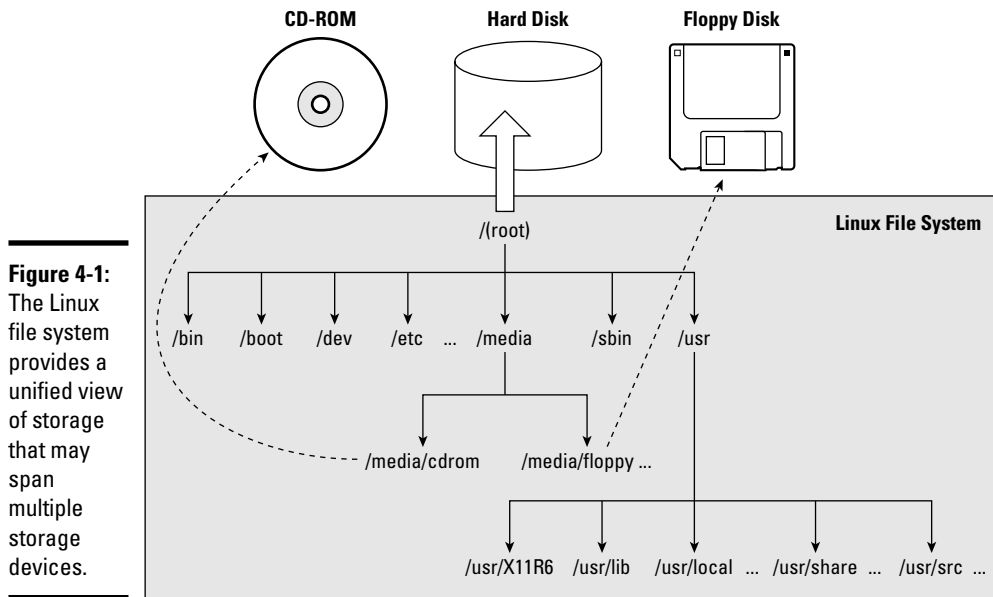 CD-ROM Hard Disk Floppy Disk
Linux File System
/(root)
/bin /boot /dev /etc ... /media /sbin /usr
/media/cdrom /media/floppy ...
/usr/X11R6 /usr/lib /usr/local ... /usr/share ... /usr/src ...
Figure 4-1:
The Linux
file system
provides a
unified view
of storage
that may
span
multiple
storage
devices.